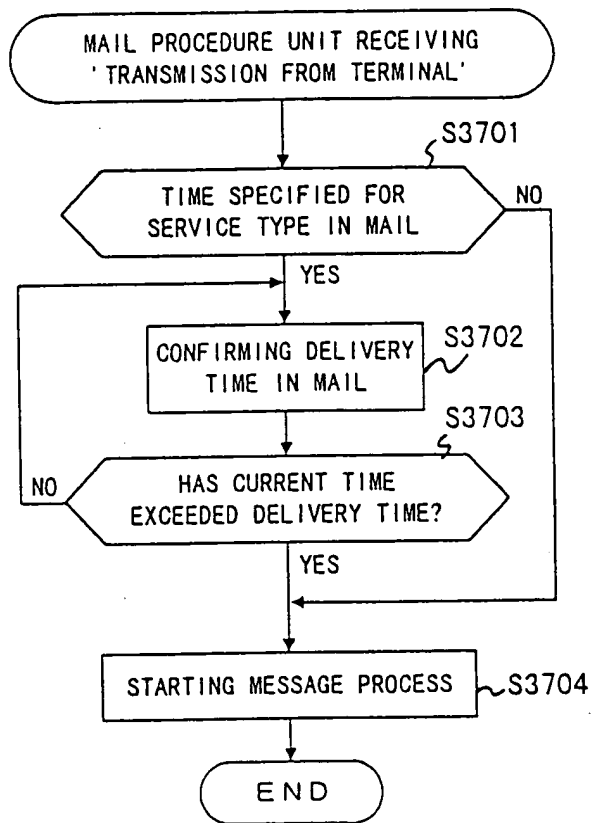 MAIL PROCEDURE UNIT RECEIVING
'TRANSMISSION FROM TERMINAL'
S3701
TIME SPECIFIED FOR
SERVICE TYPE IN MAIL
NO
YES
CONFIRMING DELIVERY
TIME IN MAIL
S3702
S3703
HAS CURRENT TIME
EXCEEDED DELIVERY TIME?
NO
YES
STARTING MESSAGE PROCESS
S3704
END